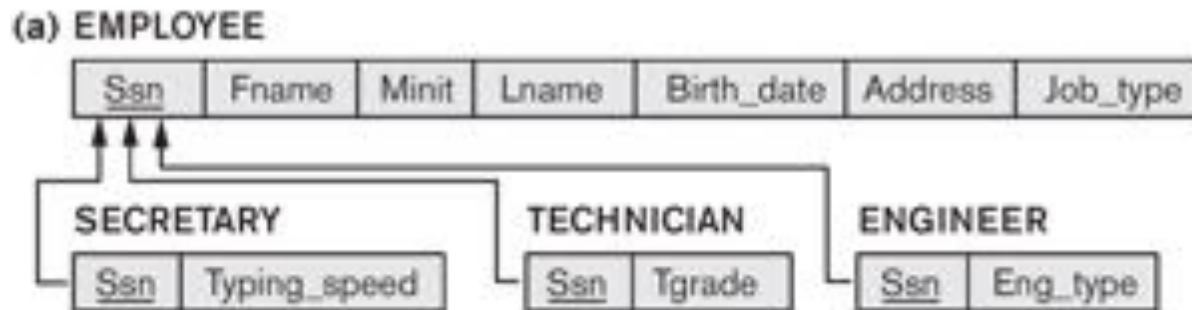 (a) EMPLOYEE
Ssn Fname Minit Lname Birth_date Address Job_type
SECRETARY TECHNICIAN ENGINEER
Ssn Typing_speed Ssn Tgrade Ssn Eng_type